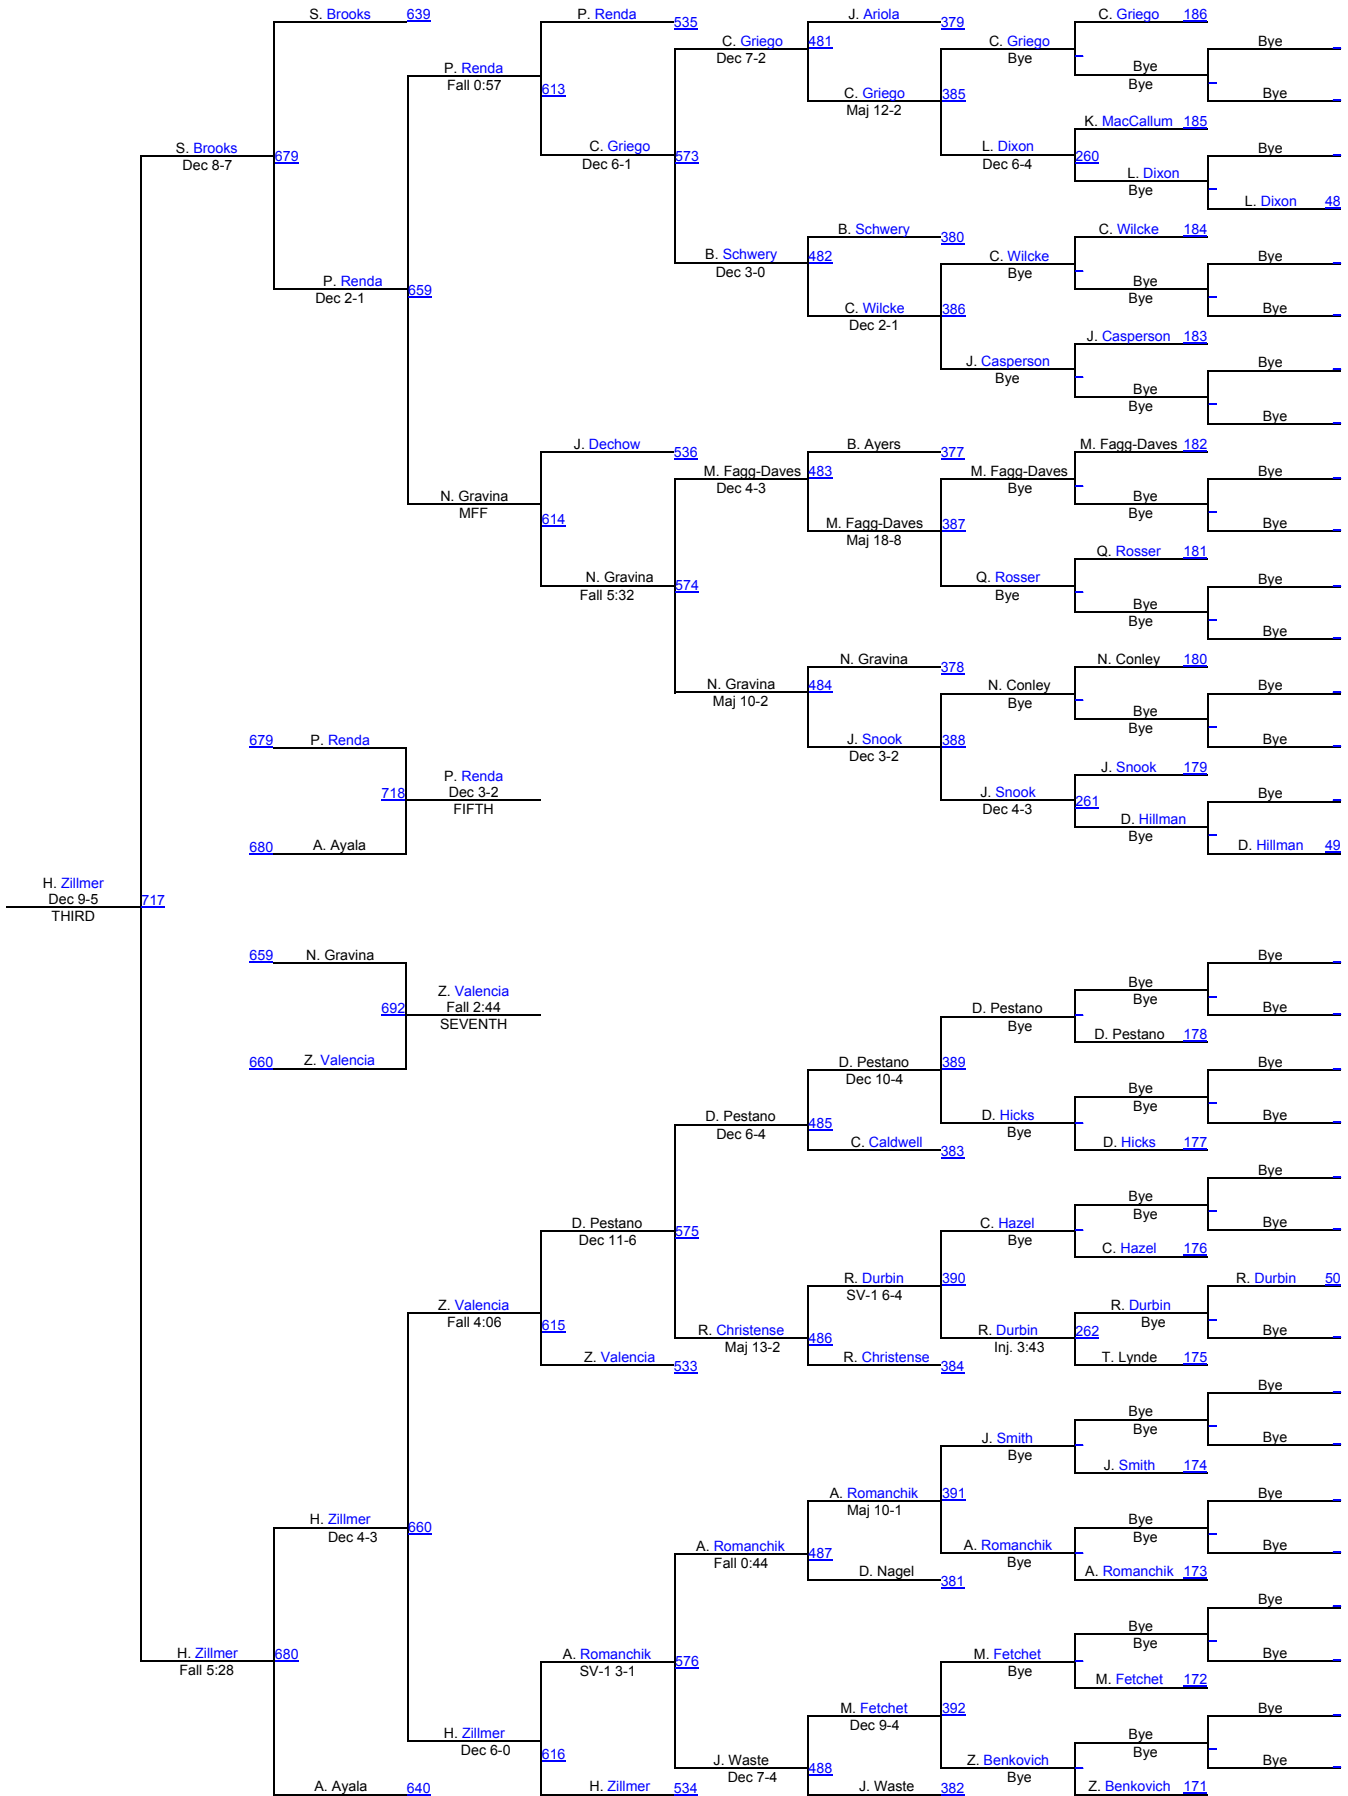 S. Brooks 639
P. Renda 535
J. Ariola 379
C. Griego 186
C. Griego 481
Dec 7-2
C. Griego
Bye
Bye
P. Renda
Fall 0:57
613
C. Griego 385
Maj 12-2
Bye
Bye
Bye
K. MacCallum 185
S. Brooks 679
Dec 8-7
C. Griego 573
Dec 6-1
L. Dixon 260
Dec 6-4
Bye
L. Dixon
Bye
L. Dixon 48
B. Schwery 380
C. Wilcke 184
B. Schwery 482
Dec 3-0
C. Wilcke
Bye
Bye
P. Renda 659
Dec 2-1
Bye
Bye
C. Wilcke 386
Dec 2-1
Bye
J. Casperson 183
J. Casperson
Bye
Bye
Bye
Bye
Bye
J. Dechow 536
B. Ayers 377
M. Fagg-Daves 182
M. Fagg-Daves 483
Dec 4-3
M. Fagg-Daves
Bye
Bye
N. Gravina
MFF
614
M. Fagg-Daves 387
Maj 18-8
Bye
Bye
Bye
Q. Rosser 181
N. Gravina 574
Fall 5:32
Q. Rosser
Bye
Bye
Bye
Bye
Bye
N. Gravina 378
N. Conley 180
N. Gravina 484
Maj 10-2
N. Conley
Bye
Bye
679 P. Renda
J. Snook 388
Dec 3-2
Bye
Bye
Bye
J. Snook 179
718
P. Renda
Dec 3-2
FIFTH
J. Snook 261
Dec 4-3
Bye
D. Hillman
Bye
680 A. Ayala
D. Hillman 49
H. Zillmer
Dec 9-5
THIRD
717
659 N. Gravina
Bye
692
Z. Valencia
Fall 2:44
SEVENTH
D. Pestano
Bye
Bye
Bye
Bye
D. Pestano 178
660 Z. Valencia
D. Pestano 389
Dec 10-4
Bye
D. Pestano 485
Dec 6-4
D. Hicks
Bye
Bye
Bye
Bye
C. Caldwell 383
D. Hicks 177
Bye
D. Pestano 575
Dec 11-6
C. Hazel
Bye
Bye
Bye
Bye
C. Hazel 176
R. Durbin 390
SV-1 6-4
R. Durbin 50
Z. Valencia 615
Fall 4:06
R. Christense 486
Maj 13-2
R. Durbin 262
Inj. 3:43
R. Durbin
Bye
Bye
Z. Valencia 533
R. Christense 384
T. Lynde 175
Bye
J. Smith
Bye
Bye
Bye
Bye
J. Smith 174
A. Romanchik 391
Maj 10-1
Bye
H. Zillmer 660
Dec 4-3
A. Romanchik 487
Fall 0:44
A. Romanchik
Bye
Bye
Bye
Bye
D. Nagel 381
A. Romanchik 173
Bye
H. Zillmer 680
Fall 5:28
A. Romanchik 576
SV-1 3-1
M. Fetchet
Bye
Bye
Bye
Bye
M. Fetchet 172
M. Fetchet 392
Dec 9-4
Bye
H. Zillmer 616
Dec 6-0
J. Waste 488
Dec 7-4
Z. Benkovich
Bye
Bye
Bye
Bye
A. Ayala 640
H. Zillmer 534
J. Waste 382
Z. Benkovich 171